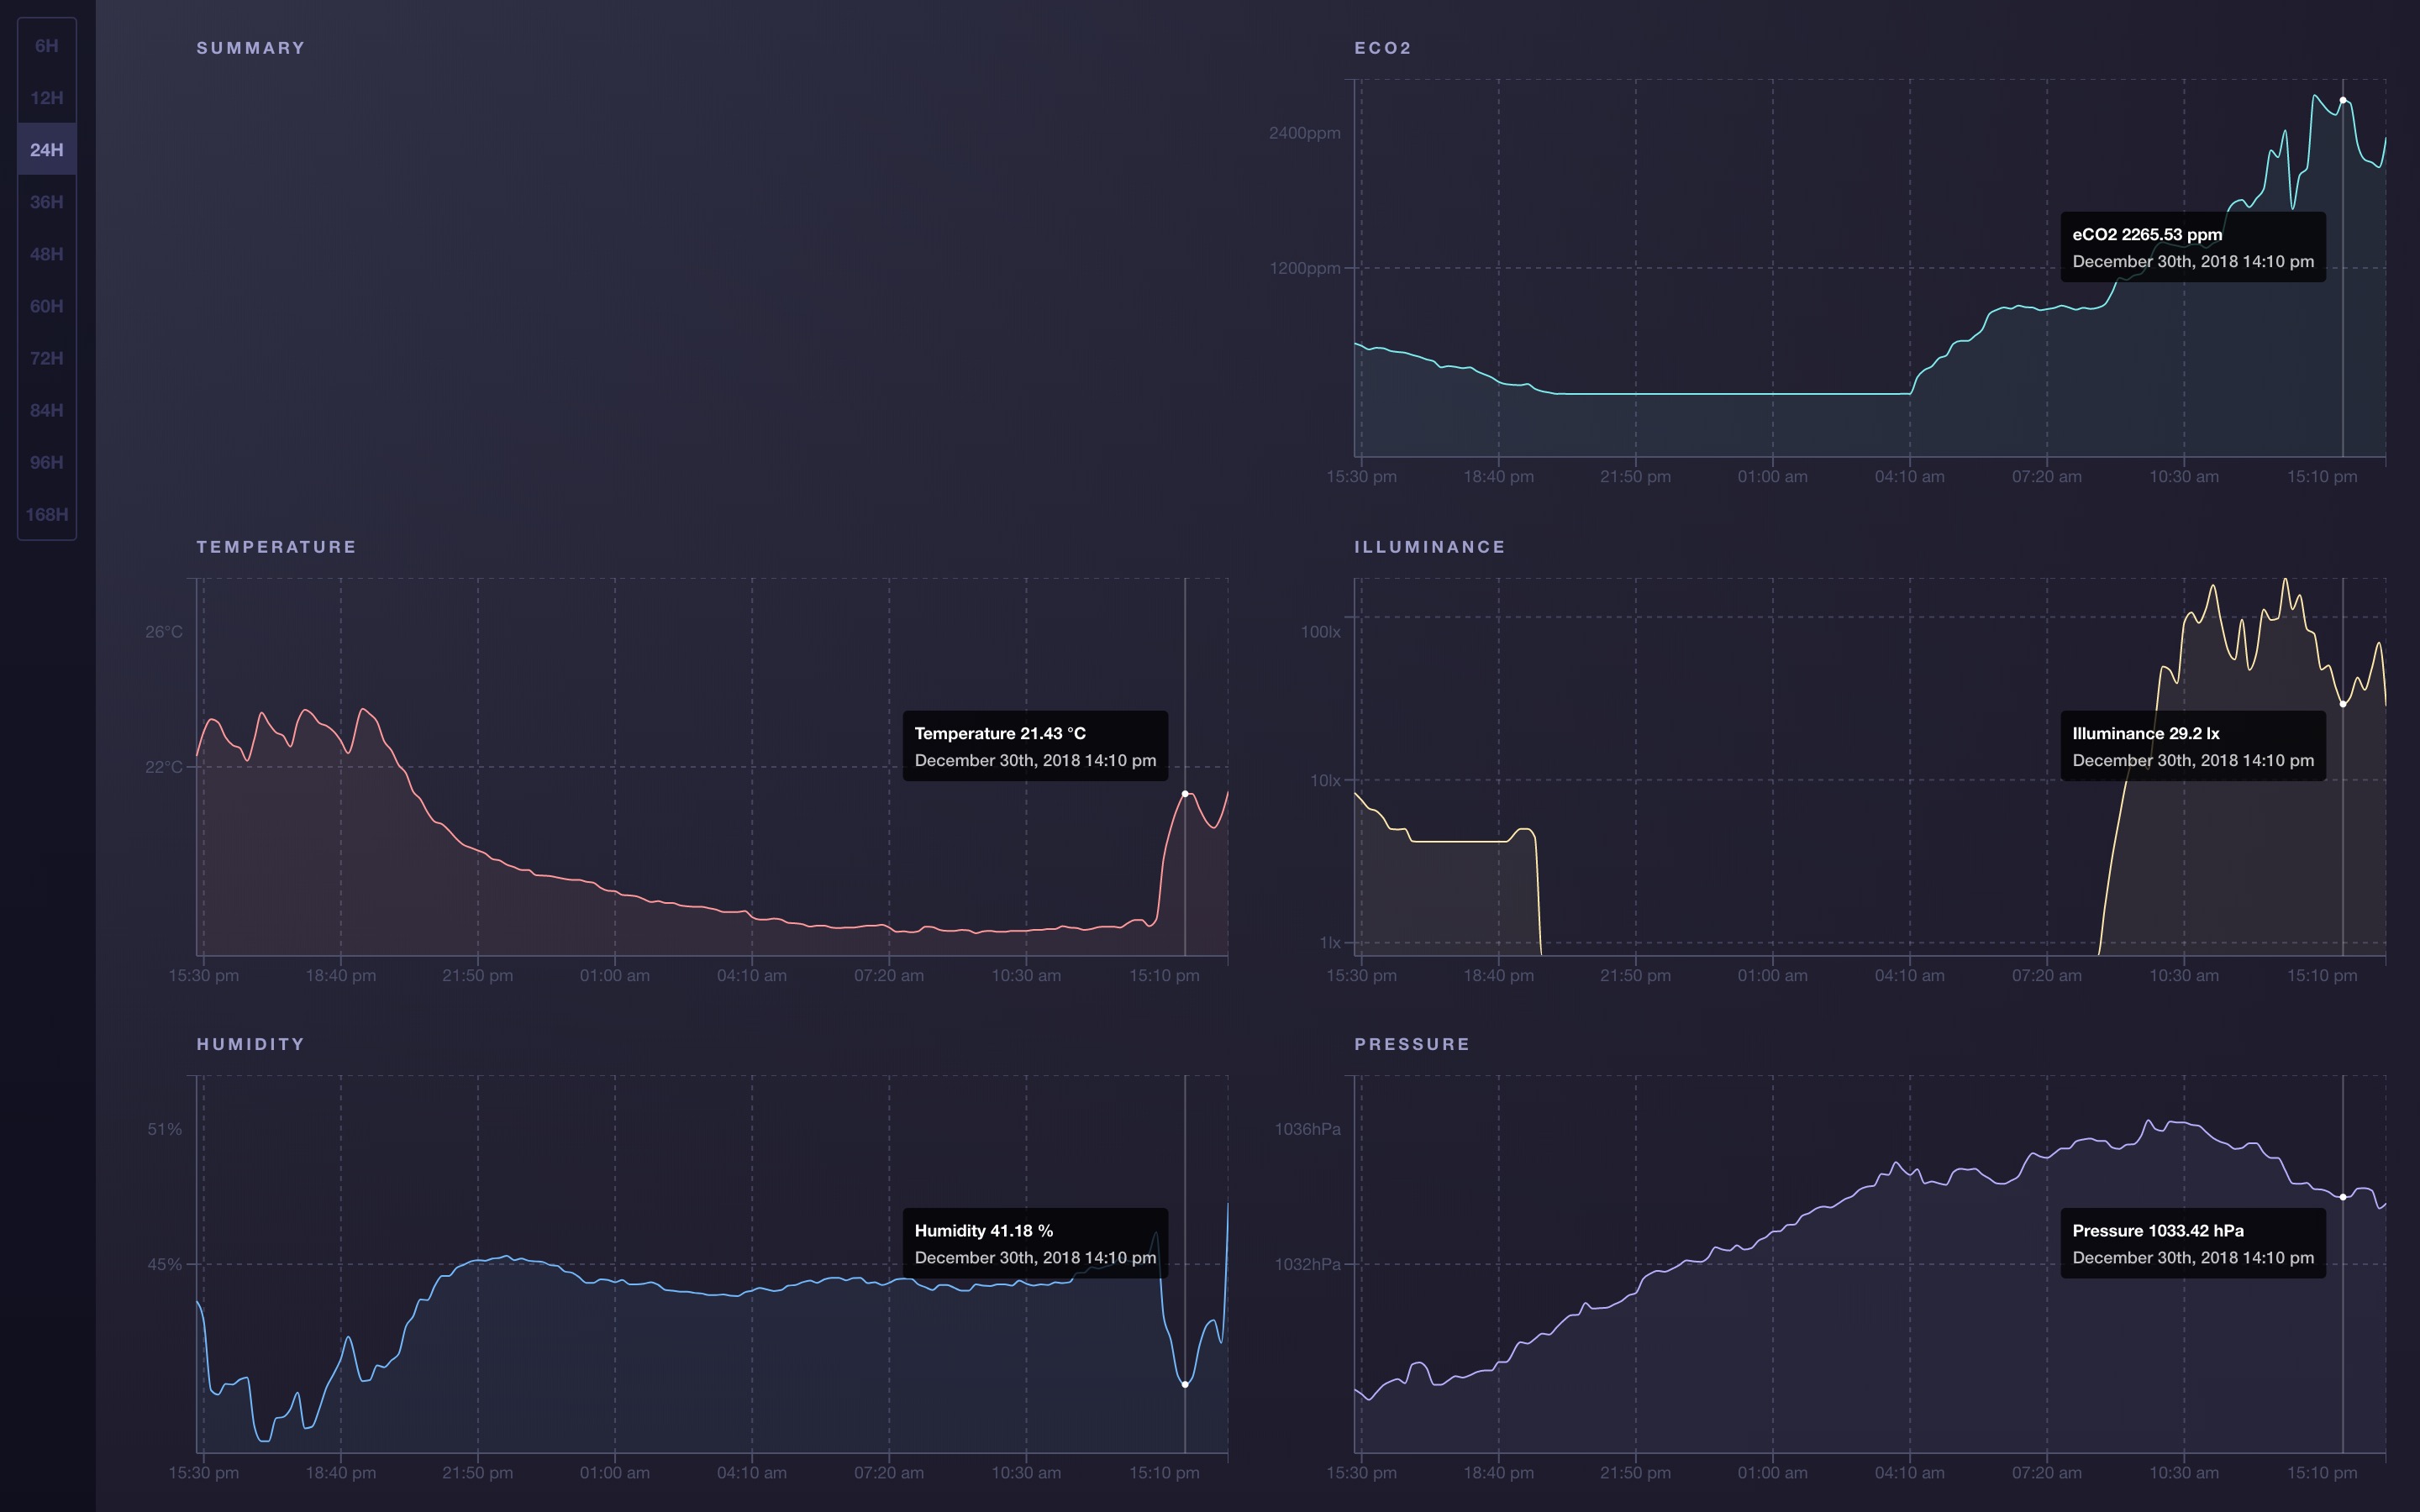 6H
12H
24H
36H
48H
60H
72H
84H
96H
168H
SUMMARY
ECO2
2400ppm
1200ppm
eCO2 2265.53 ppm
December 30th, 2018 14:10 pm
15:30 pm 18:40 pm 21:50 pm 01:00 am 04:10 am 07:20 am 10:30 am 15:10 pm
TEMPERATURE
26°C
22°C
Temperature 21.43 °C
December 30th, 2018 14:10 pm
15:30 pm 18:40 pm 21:50 pm 01:00 am 04:10 am 07:20 am 10:30 am 15:10 pm
ILLUMINANCE
100lx
10lx
1lx
Illuminance 29.2 lx
December 30th, 2018 14:10 pm
15:30 pm 18:40 pm 21:50 pm 01:00 am 04:10 am 07:20 am 10:30 am 15:10 pm
HUMIDITY
51%
45%
Humidity 41.18 %
December 30th, 2018 14:10 pm
15:30 pm 18:40 pm 21:50 pm 01:00 am 04:10 am 07:20 am 10:30 am 15:10 pm
PRESSURE
1036hPa
1032hPa
Pressure 1033.42 hPa
December 30th, 2018 14:10 pm
15:30 pm 18:40 pm 21:50 pm 01:00 am 04:10 am 07:20 am 10:30 am 15:10 pm